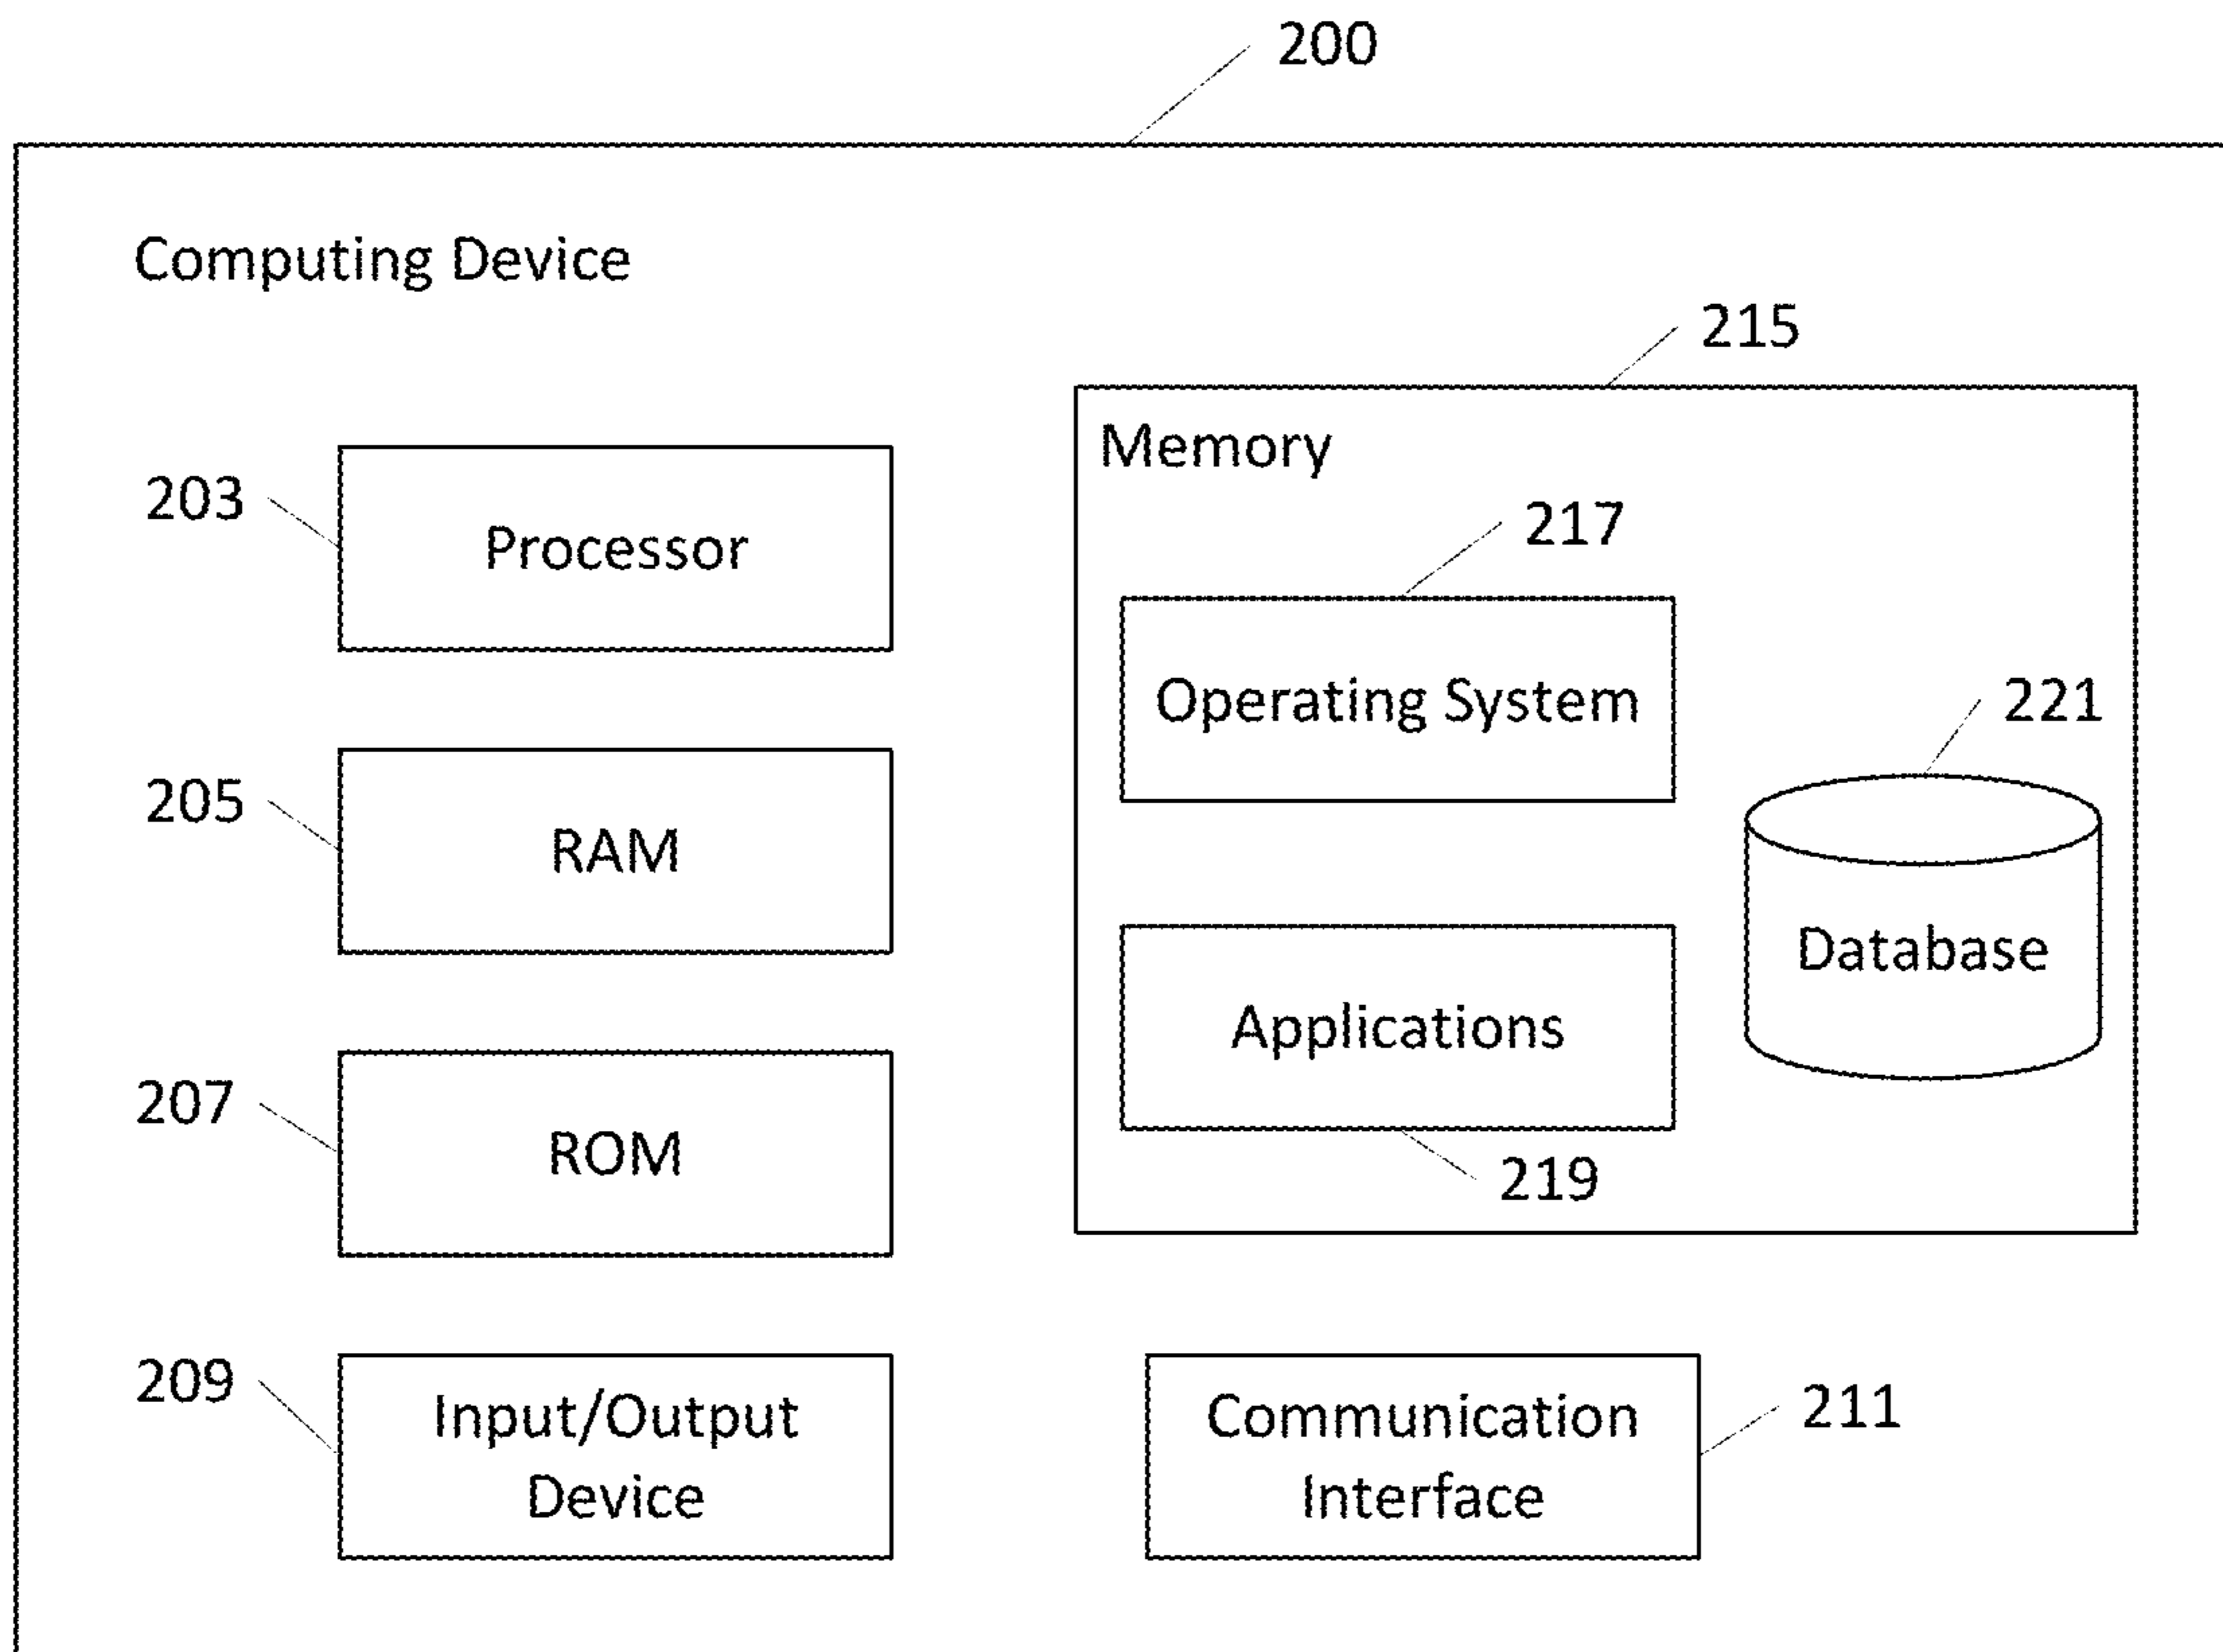 200
Computing Device
215
Memory
203
Processor
217
Operating System
221
205
RAM
Database
Applications
207
ROM
219
209
Input/Output
Device
Communication
Interface
211